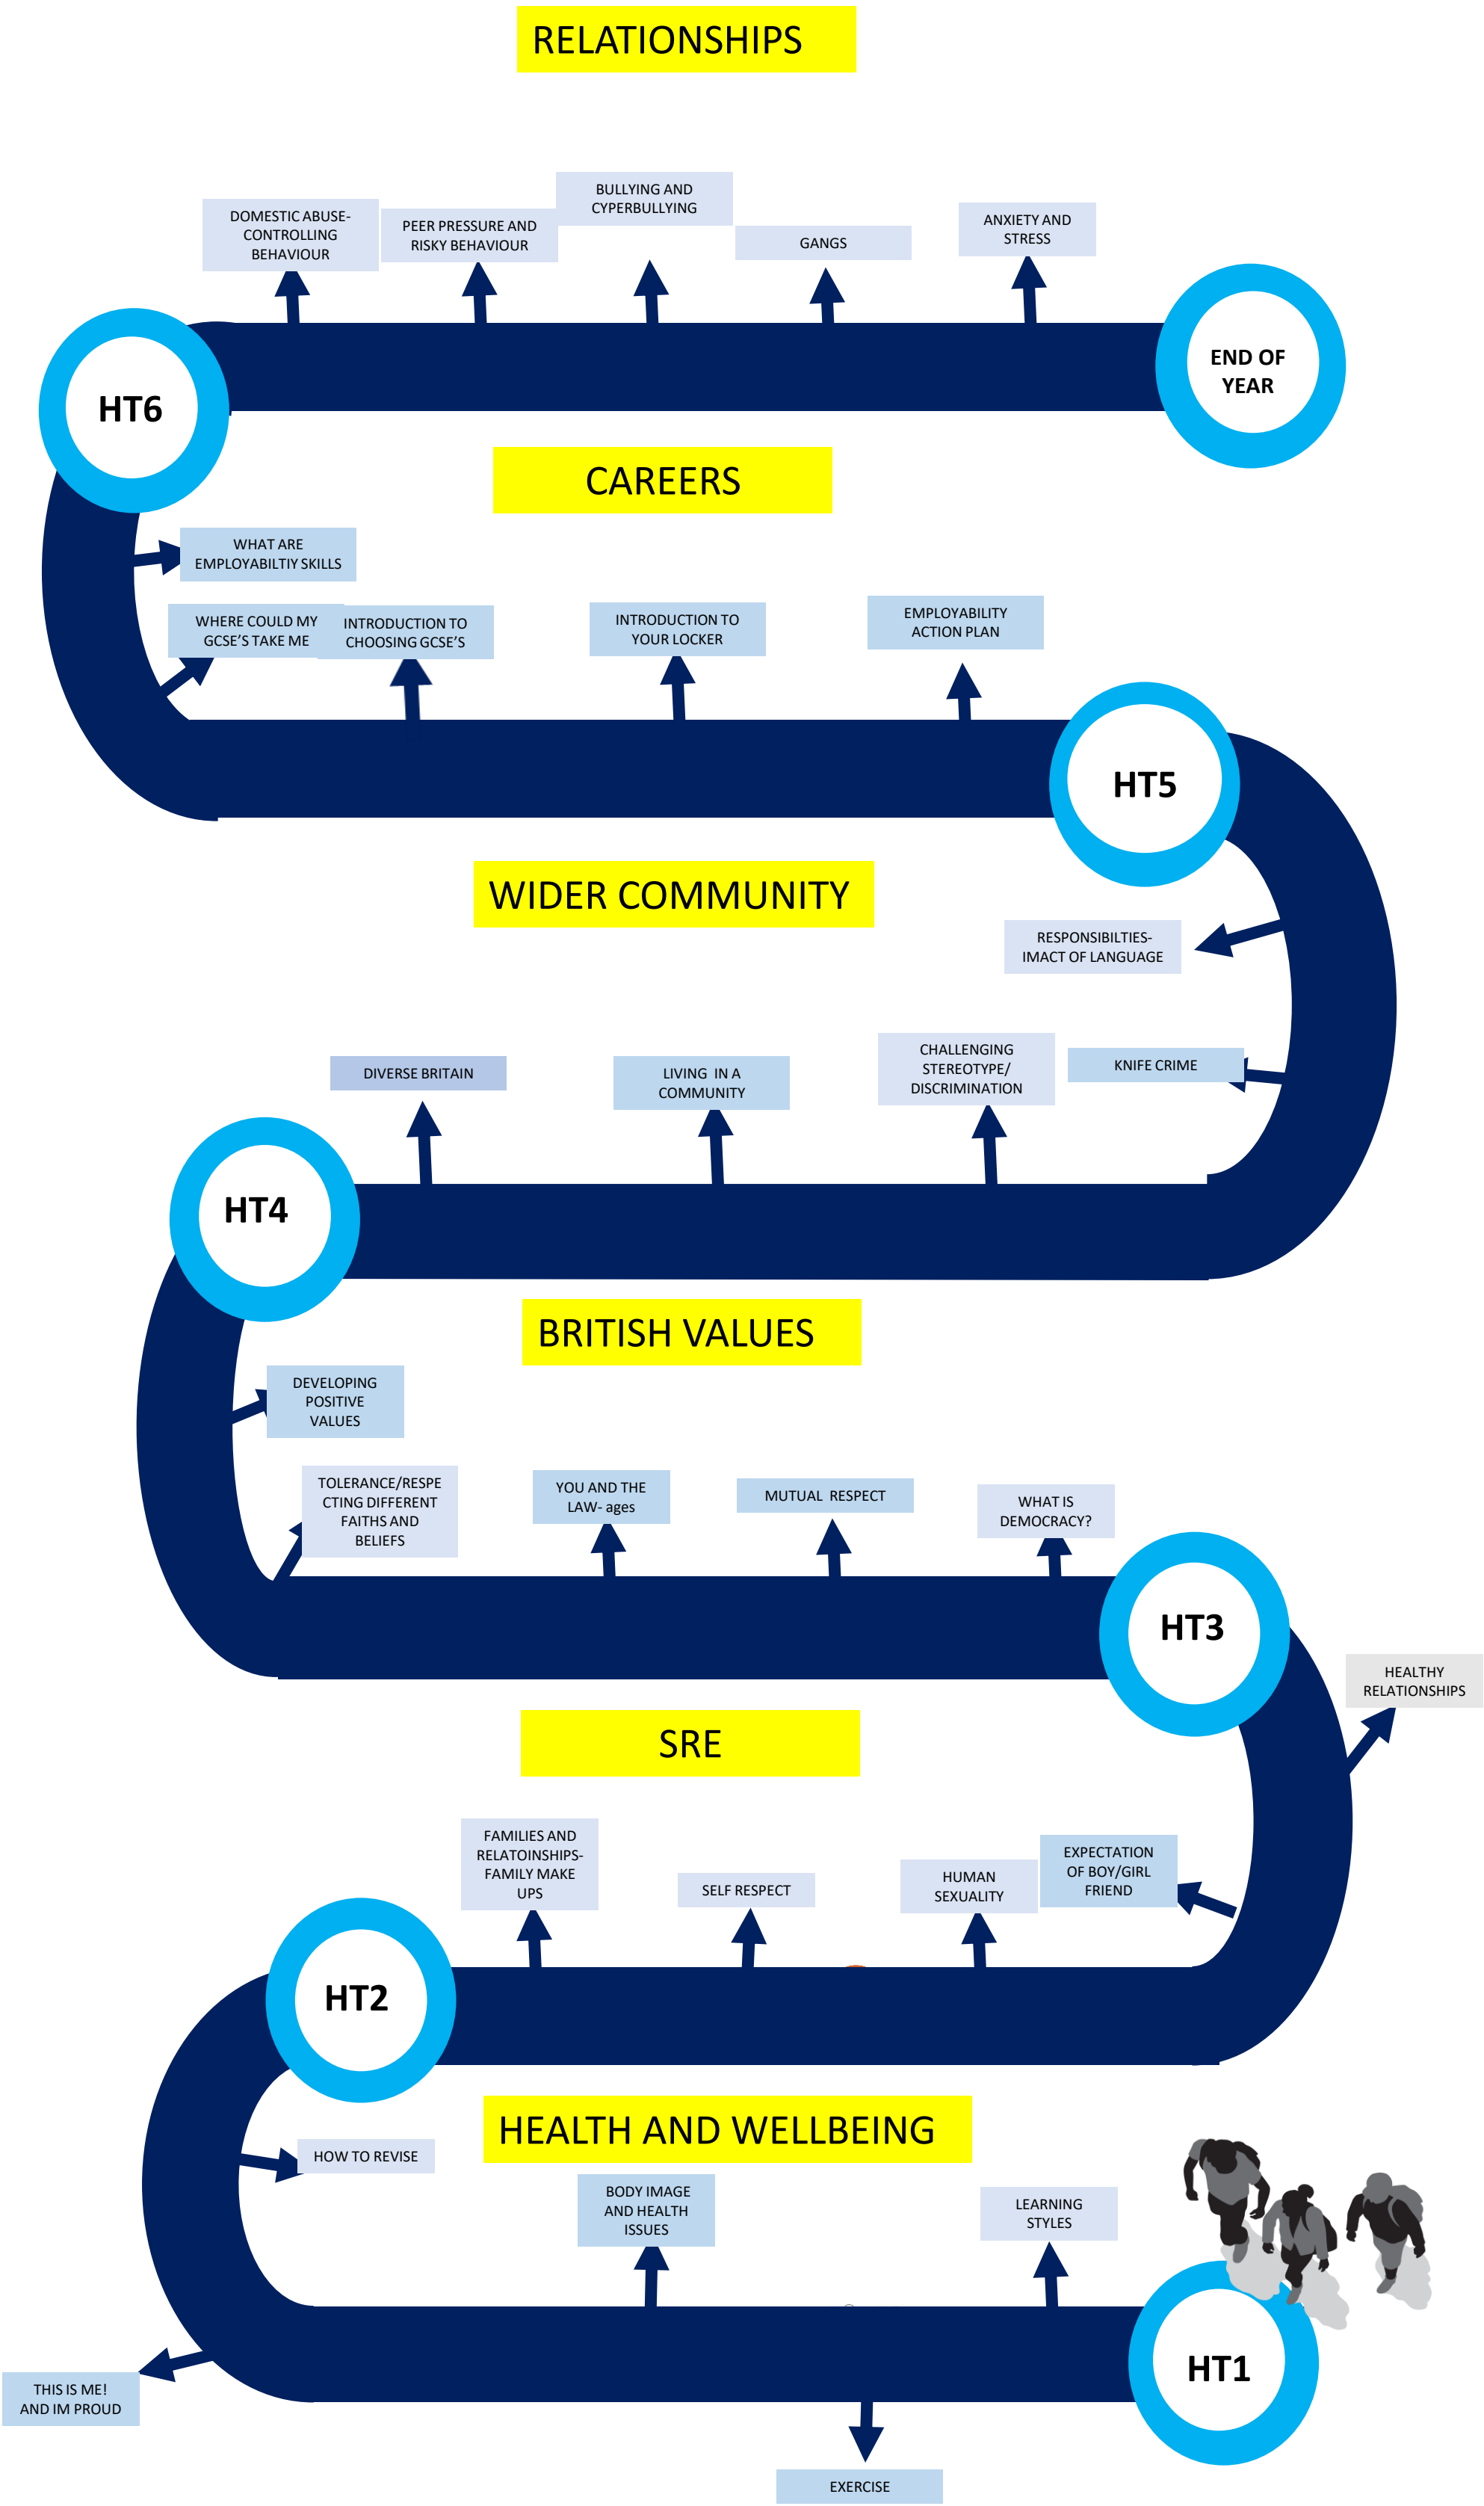 RELATIONSHIPS
DOMESTIC ABUSE-
CONTROLLING
BEHAVIOUR
PEER PRESSURE AND
RISKY BEHAVIOUR
BULLYING AND
CYPERBULLYING
GANGS
ANXIETY AND
STRESS
END OF
YEAR
HT6
CAREERS
WHAT ARE
EMPLOYABILTIY SKILLS
WHERE COULD MY
GCSE'S TAKE ME
INTRODUCTION TO
CHOOSING GCSE'S
INTRODUCTION TO
YOUR LOCKER
EMPLOYABILITY
ACTION PLAN
HT5
WIDER COMMUNITY
RESPONSIBILTIES-
IMACT OF LANGUAGE
DIVERSE BRITAIN
LIVING IN A
COMMUNITY
CHALLENGING
STEREOTYPE/
DISCRIMINATION
KNIFE CRIME
HT4
BRITISH VALUES
DEVELOPING
POSITIVE
VALUES
TOLERANCE/RESPE
CTING DIFFERENT
FAITHS AND
BELIEFS
YOU AND THE
LAW- ages
MUTUAL RESPECT
WHAT IS
DEMOCRACY?
HT3
HEALTHY
RELATIONSHIPS
SRE
FAMILIES AND
RELATOINSHIPS-
FAMILY MAKE
UPS
SELF RESPECT
HUMAN
SEXUALITY
EXPECTATION
OF BOY/GIRL
FRIEND
HT2
HEALTH AND WELLBEING
HOW TO REVISE
BODY IMAGE
AND HEALTH
ISSUES
LEARNING
STYLES
HT1
THIS IS ME!
AND IM PROUD
EXERCISE